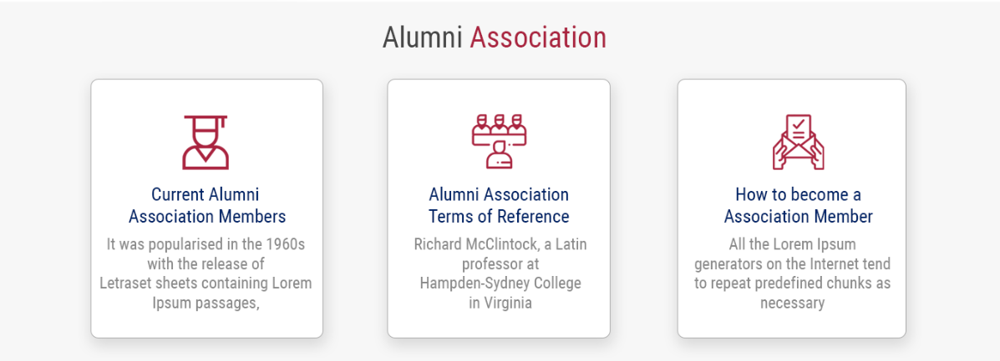 Alumni Association
Current Alumni
Association Members
It was popularised in the 1960s
with the release of
Letraset sheets containing Lorem
Ipsum passages,
Alumni Association
Terms of Reference
Richard McClintock, a Latin
professor at
Hampden-Sydney College
in Virginia
How to become a
Association Member
All the Lorem Ipsum
generators on the Internet tend
to repeat predefined chunks as
necessary